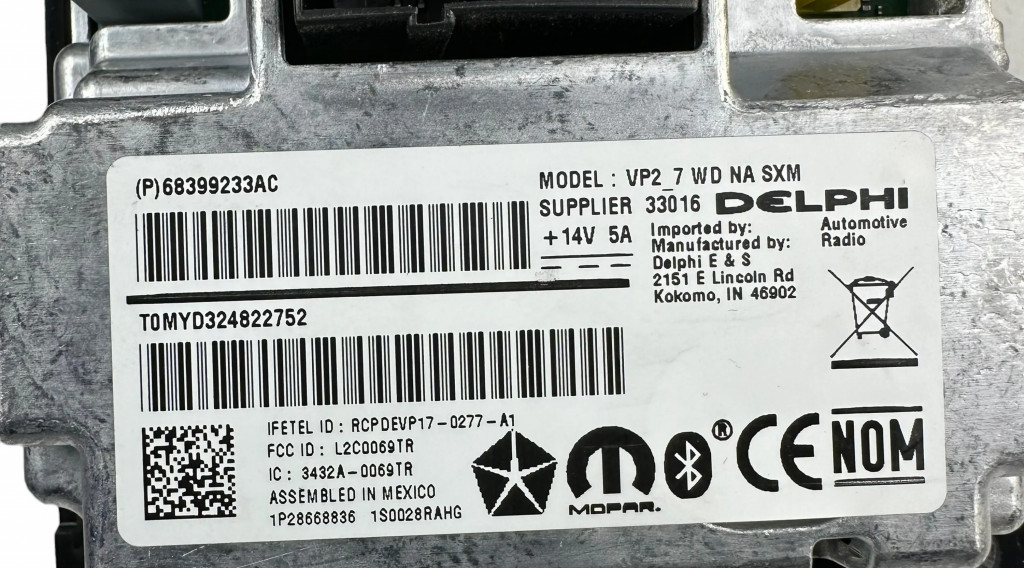 (P)68399233AC
MODEL : VP2_7 WD NA SXM
SUPPLIER 33016 DELPHI
+14V 5A
Imported by:
Manufactured by:
Delphi E & S
2151 E Lincoln Rd
Kokomo, IN 46902
Automotive
Radio
T0MYD324822752
IFETEL ID : RCPDEVP17-0277-A1
FCC ID : L2C0069TR
IC : 3432A-0069TR
ASSEMBLED IN MEXICO
1P28668836 1S0028RAHG
MOPAR.
®
CE
NOM